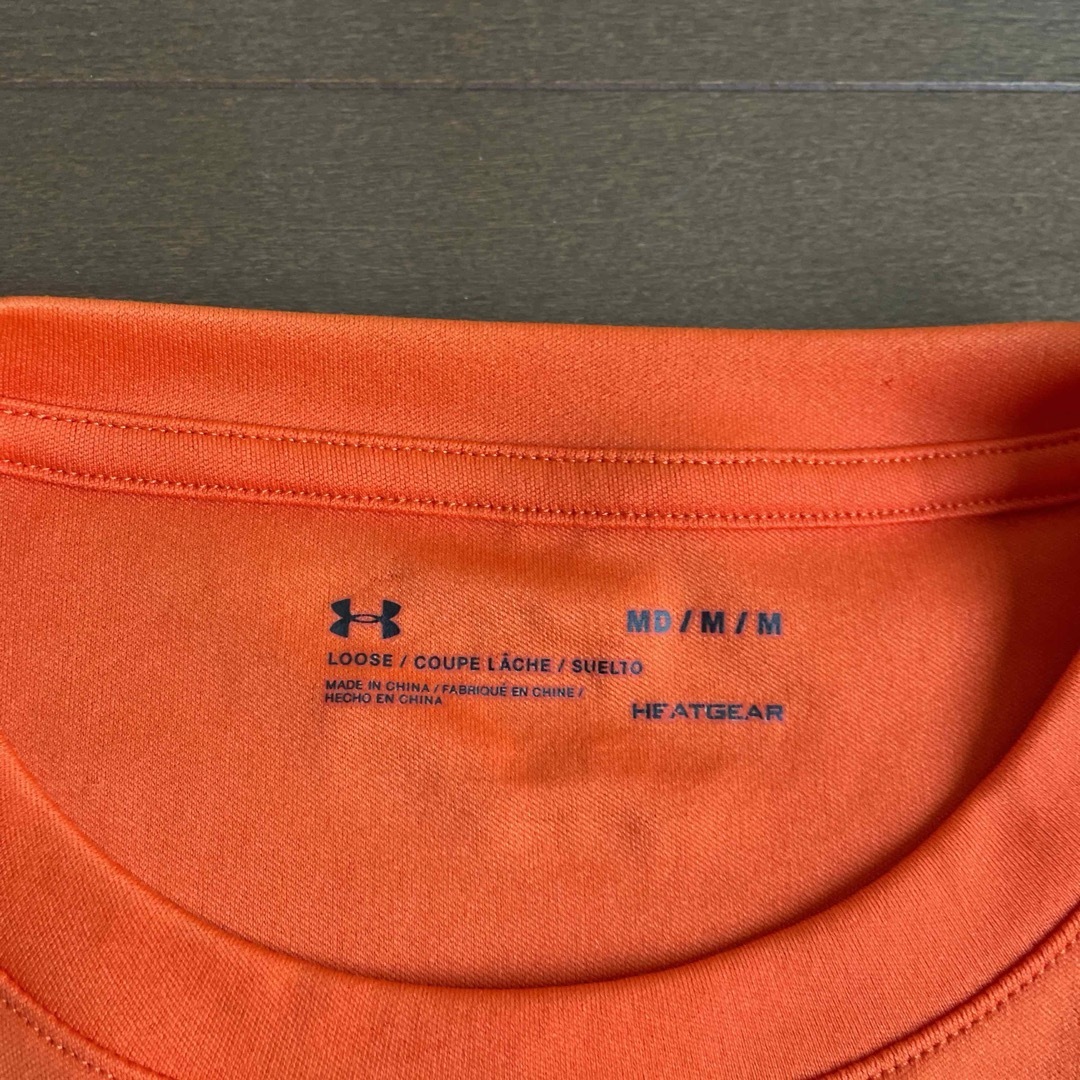 MD / M / M
LOOSE / COUPE LÂCHE / SUELTO
MADE IN CHINA / FABRIQUÉ EN CHINE /
HECHO EN CHINA
HEATGEAR